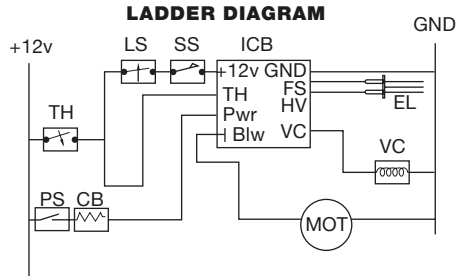 LADDER DIAGRAM
+12v
GND
LS SS ICB
+12v GND
TH FS
HV
EL
Pwr
Blw VC
TH
VC
PS CB
MOT